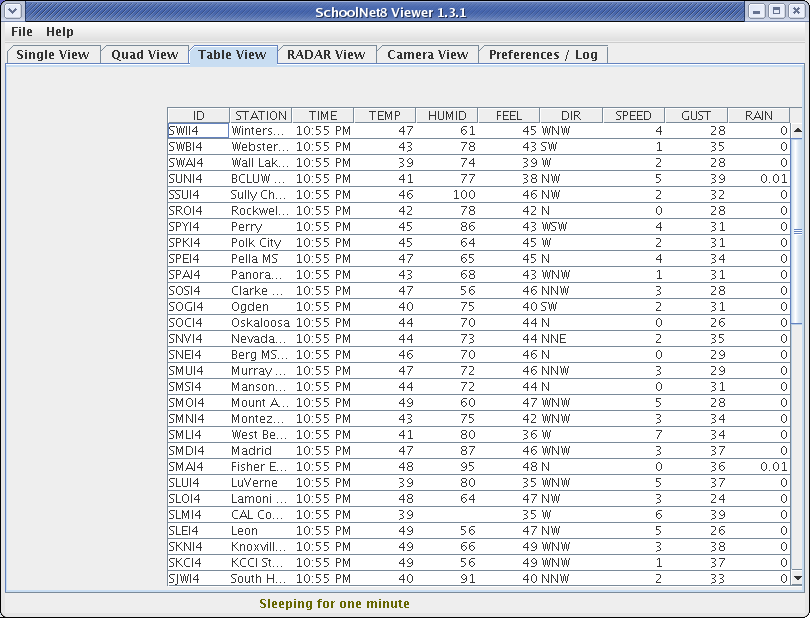 SchoolNet8 Viewer 1.3.1
File Help
Single View Quad View Table View RADAR View Camera View Preferences / Log
ID STATION TIME TEMP HUMID FEEL DIR SPEED GUST RAIN
SWII4 Winters... 10:55 PM 47 61 45 WNW 4 28 0
SWBI4 Webster... 10:55 PM 43 78 43 SW 1 35 0
SWAI4 Wall Lak... 10:55 PM 39 74 39 W 2 28 0
SUNI4 BCLUW ... 10:55 PM 41 77 38 NW 5 39 0.01
SSUI4 Sully Ch... 10:55 PM 46 100 46 NW 2 32 0
SROI4 Rockwel... 10:55 PM 42 78 42 N 0 28 0
SPYI4 Perry 10:55 PM 45 86 43 WSW 4 31 0
SPKI4 Polk City 10:55 PM 45 64 45 W 2 31 0
SPEI4 Pella MS 10:55 PM 47 65 45 N 4 34 0
SPAI4 Panora... 10:55 PM 43 68 43 WNW 1 31 0
SOSI4 Clarke ... 10:55 PM 47 56 46 NNW 3 28 0
SOGI4 Ogden 10:55 PM 40 75 40 SW 2 31 0
SOCI4 Oskaloosa 10:55 PM 44 70 44 N 0 26 0
SNVI4 Nevada... 10:55 PM 44 73 44 NNE 2 35 0
SNEI4 Berg MS... 10:55 PM 46 70 46 N 0 29 0
SMUI4 Murray ... 10:55 PM 47 72 46 NNW 3 29 0
SMSI4 Manson... 10:55 PM 44 72 44 N 0 31 0
SMOI4 Mount A... 10:55 PM 49 60 47 WNW 5 28 0
SMNI4 Montez... 10:55 PM 43 75 42 WNW 3 34 0
SMLI4 West Be... 10:55 PM 41 80 36 W 7 34 0
SMDI4 Madrid 10:55 PM 47 87 46 WNW 3 37 0
SMAI4 Fisher E... 10:55 PM 48 95 48 N 0 36 0.01
SLUI4 LuVerne 10:55 PM 39 80 35 WNW 5 37 0
SLOI4 Lamoni ... 10:55 PM 48 64 47 NW 3 24 0
SLMI4 CAL Co... 10:55 PM 39 35 W 6 39 0
SLEI4 Leon 10:55 PM 49 56 47 NW 5 26 0
SKNI4 Knoxvill... 10:55 PM 49 66 49 WNW 3 38 0
SKCI4 KCCI St... 10:55 PM 49 56 49 WNW 1 37 0
SJWI4 South H... 10:55 PM 40 91 40 NNW 2 33 0
Sleeping for one minute